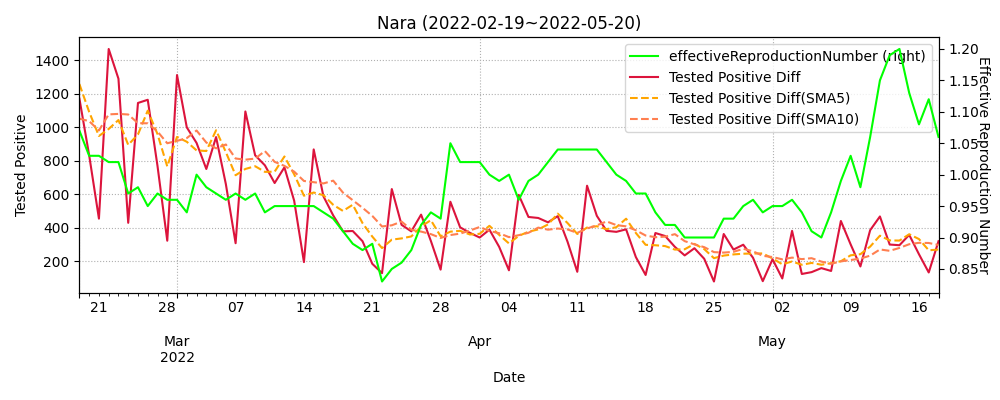 Nara (2022-02-19~2022-05-20)
effectiveReproductionNumber (right)
Tested Positive Diff
Tested Positive Diff(SMA5)
Tested Positive Diff(SMA10)
Tested Positive
1400
1200
1000
800
600
400
200
1.20
1.15
1.10
1.05
1.00
0.95
0.90
0.85
Effective Reproduction Number
21 28 07 14 21 28 04 11 18 25 02 09 16
Mar Apr May
2022
Date